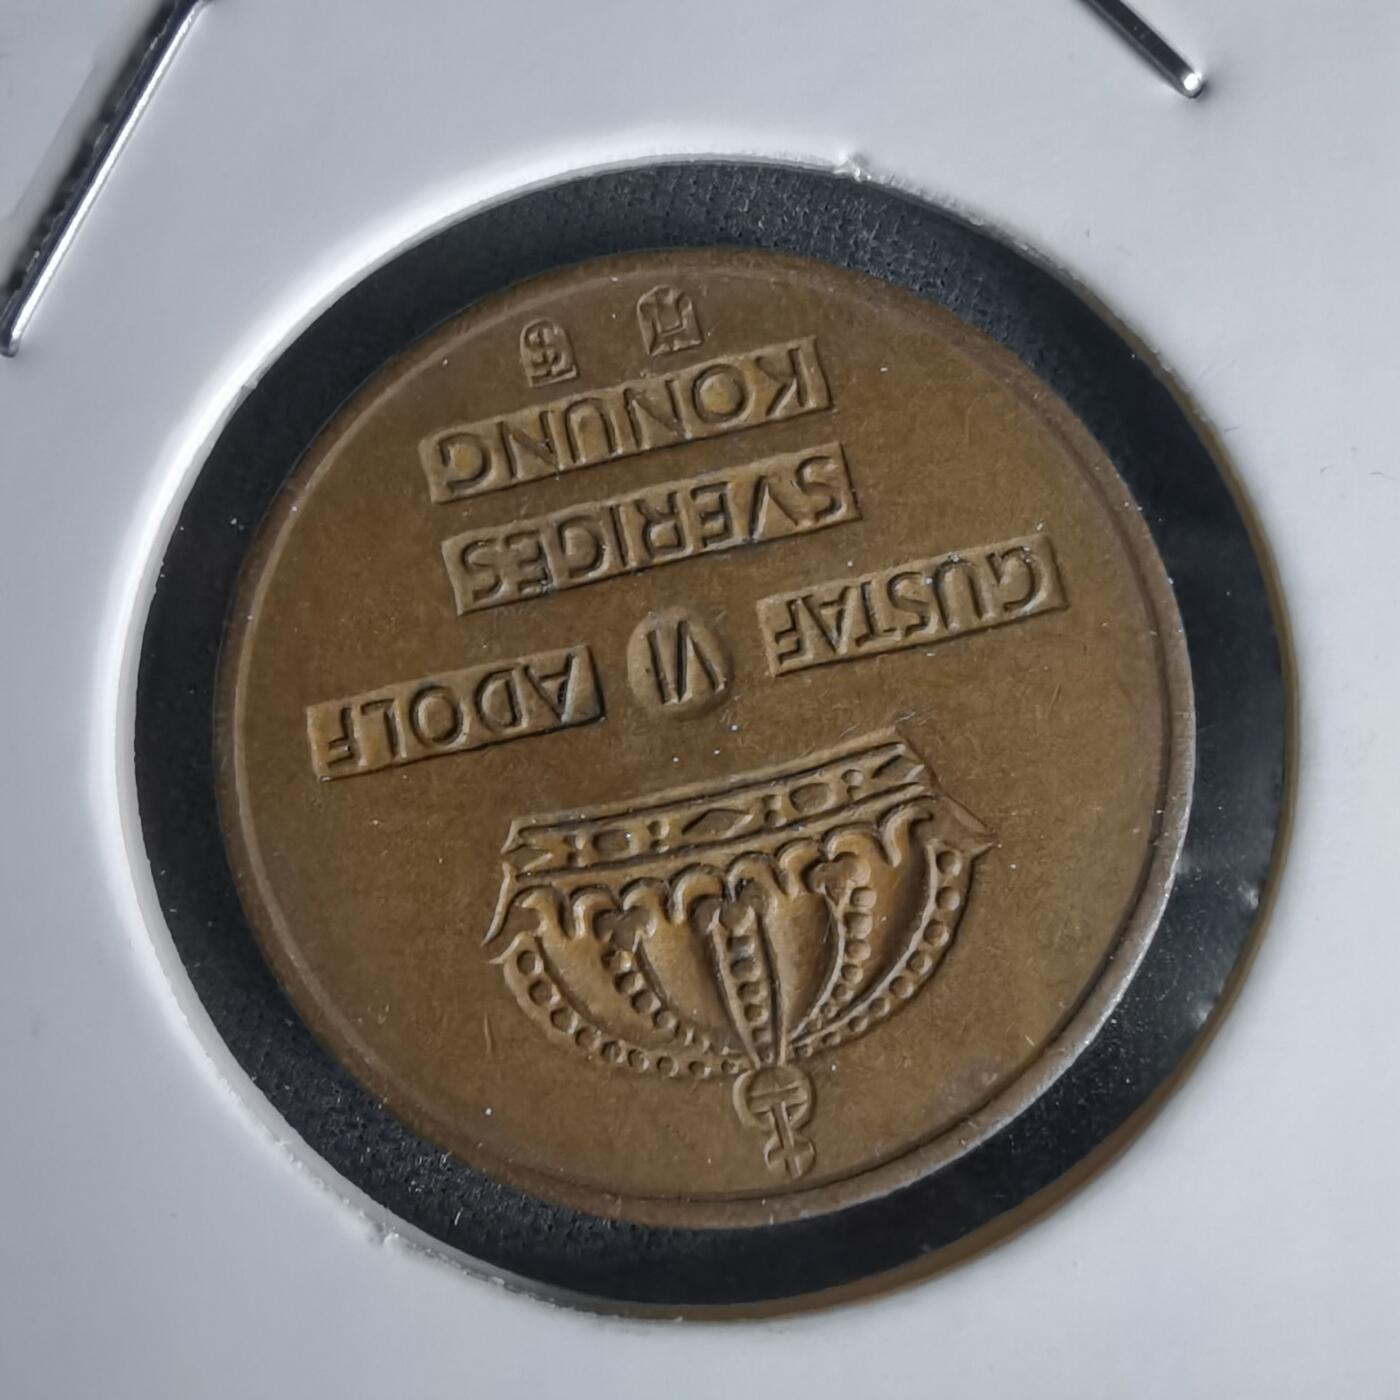 GUSTAF VI ADOLF
SVERIGES
KONUNG